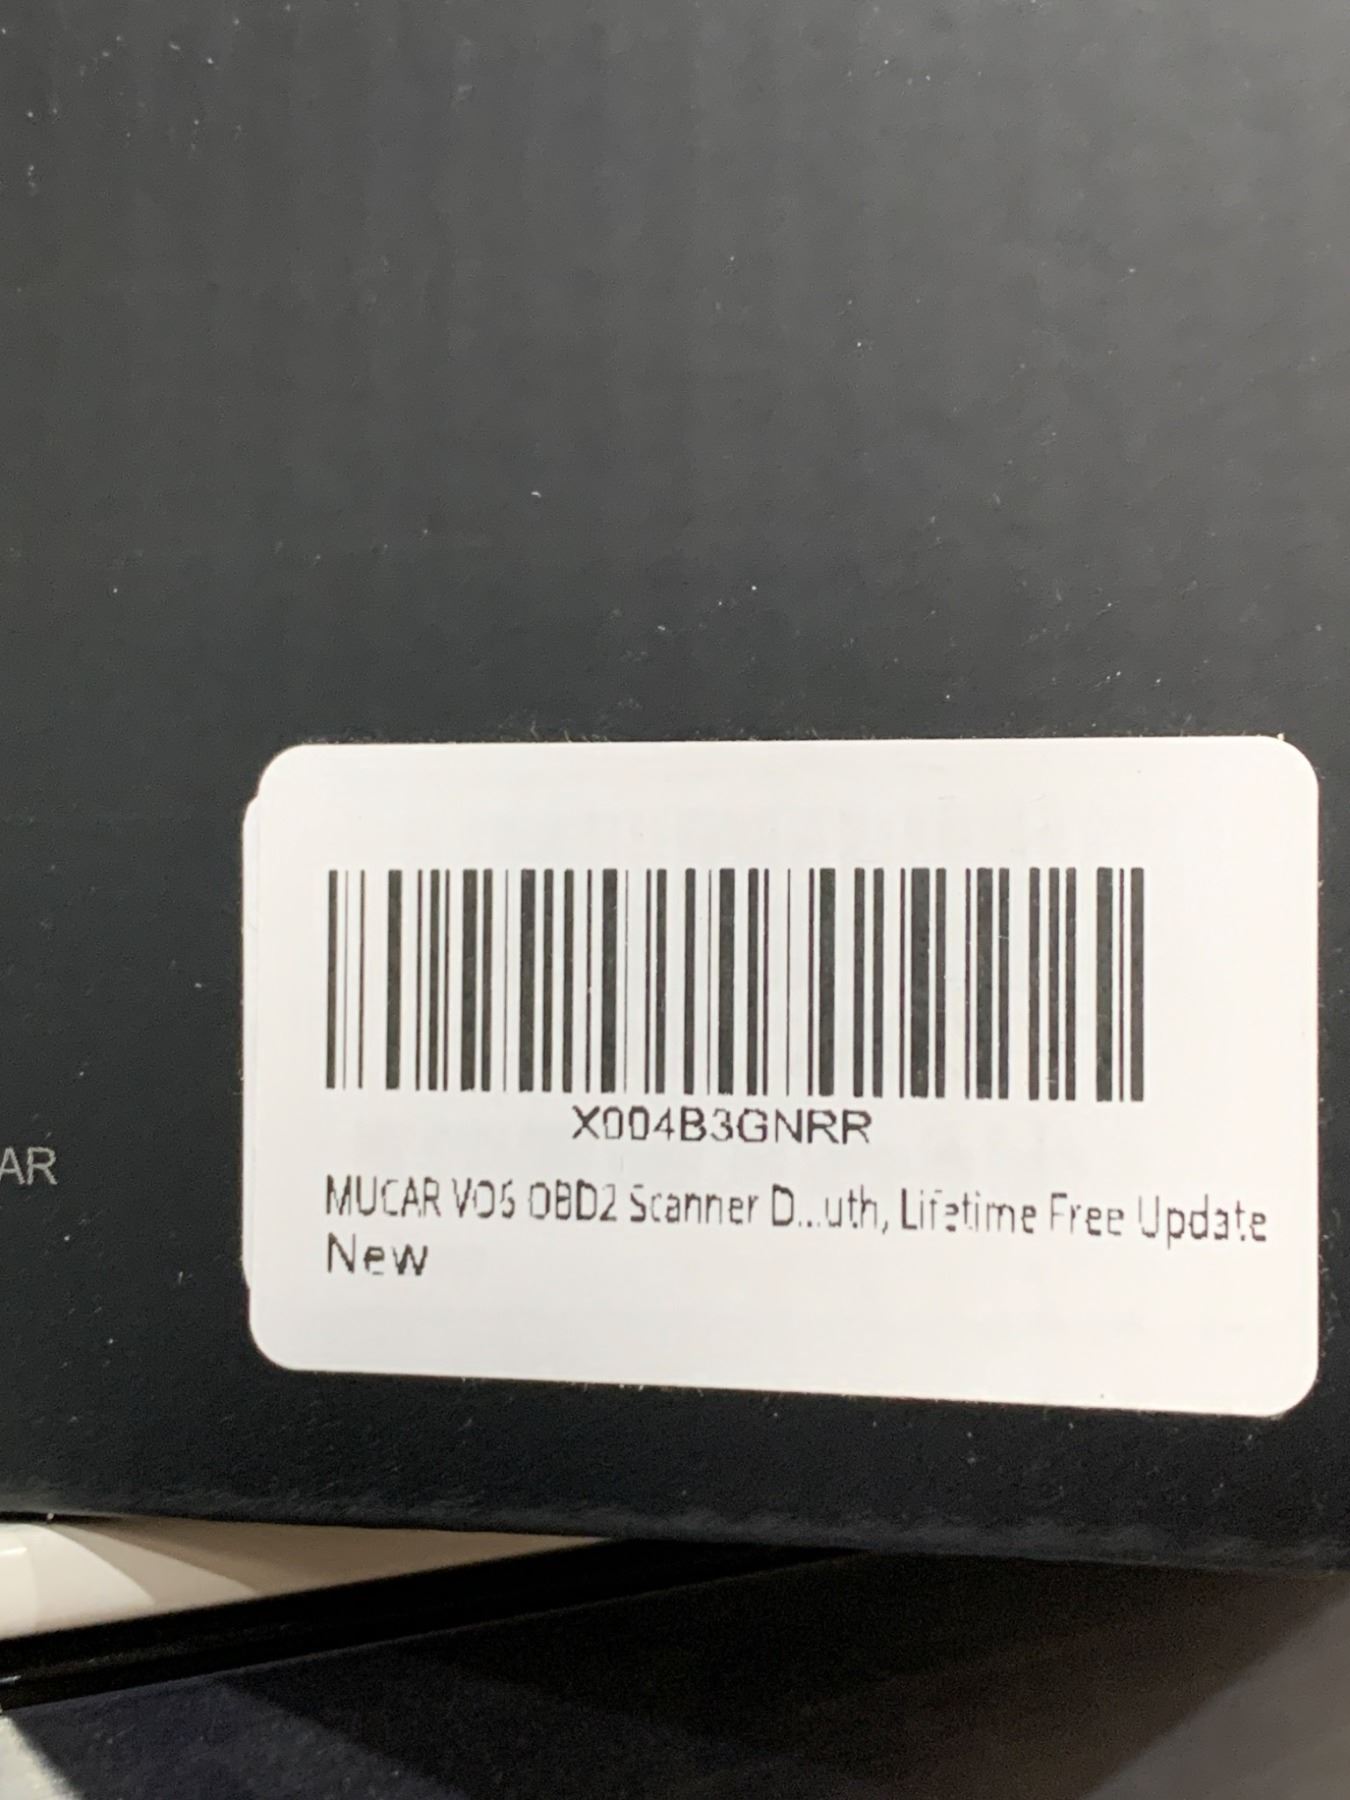 X004B3GNRR
AR
MUCAR VO6 OBD2 Scanner D...uth, Lifetime Free Update
New